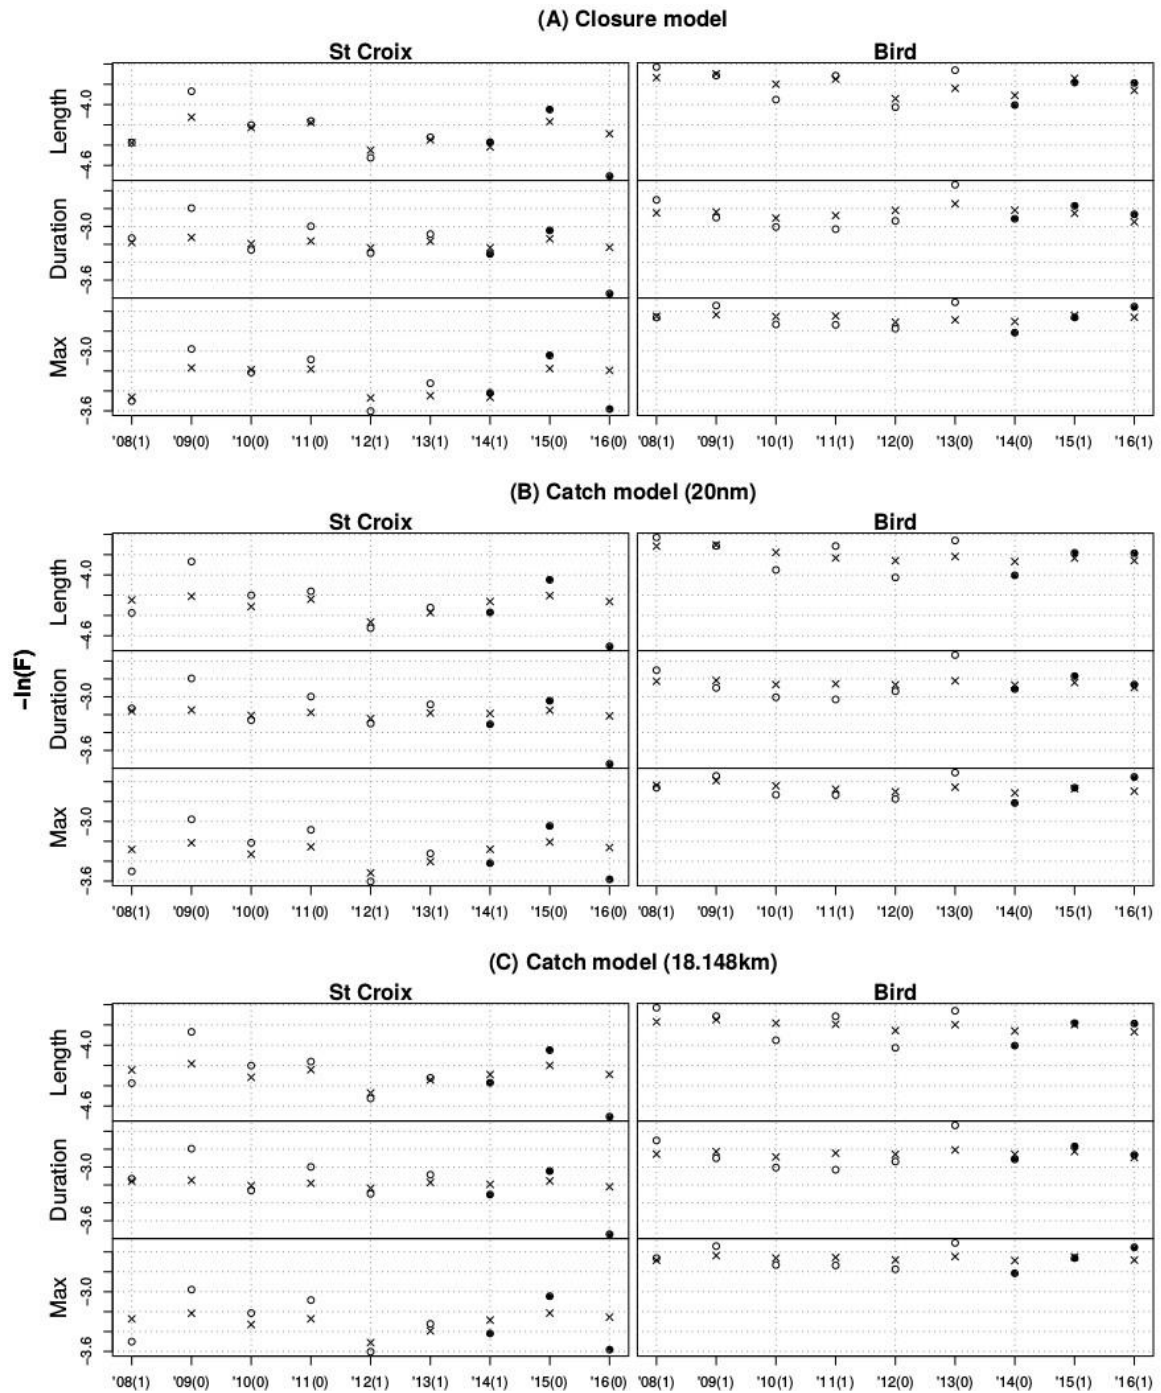 (A) Closure model
St Croix Bird
Length -4.0 -4.6
Duration -3.0 -3.6
Max -3.0 -3.6
'08(1) '09(0) '10(0) '11(0) '12(1) '13(1) '14(1) '15(0) '16(0) '08(1) '09(1) '10(1) '11(1) '12(0) '13(0) '14(0) '15(1) '16(1)
(B) Catch model (20nm)
St Croix Bird
Length -4.0 -4.6
-ln(F)
Duration -3.0 -3.6
Max -3.0 -3.6
'08(1) '09(0) '10(0) '11(0) '12(1) '13(1) '14(1) '15(0) '16(0) '08(1) '09(1) '10(1) '11(1) '12(0) '13(0) '14(0) '15(1) '16(1)
(C) Catch model (18.148km)
St Croix Bird
Length -4.0 -4.6
Duration -3.0 -3.6
Max -3.0 -3.6
'08(1) '09(0) '10(0) '11(0) '12(1) '13(1) '14(1) '15(0) '16(0) '08(1) '09(1) '10(1) '11(1) '12(0) '13(0) '14(0) '15(1) '16(1)